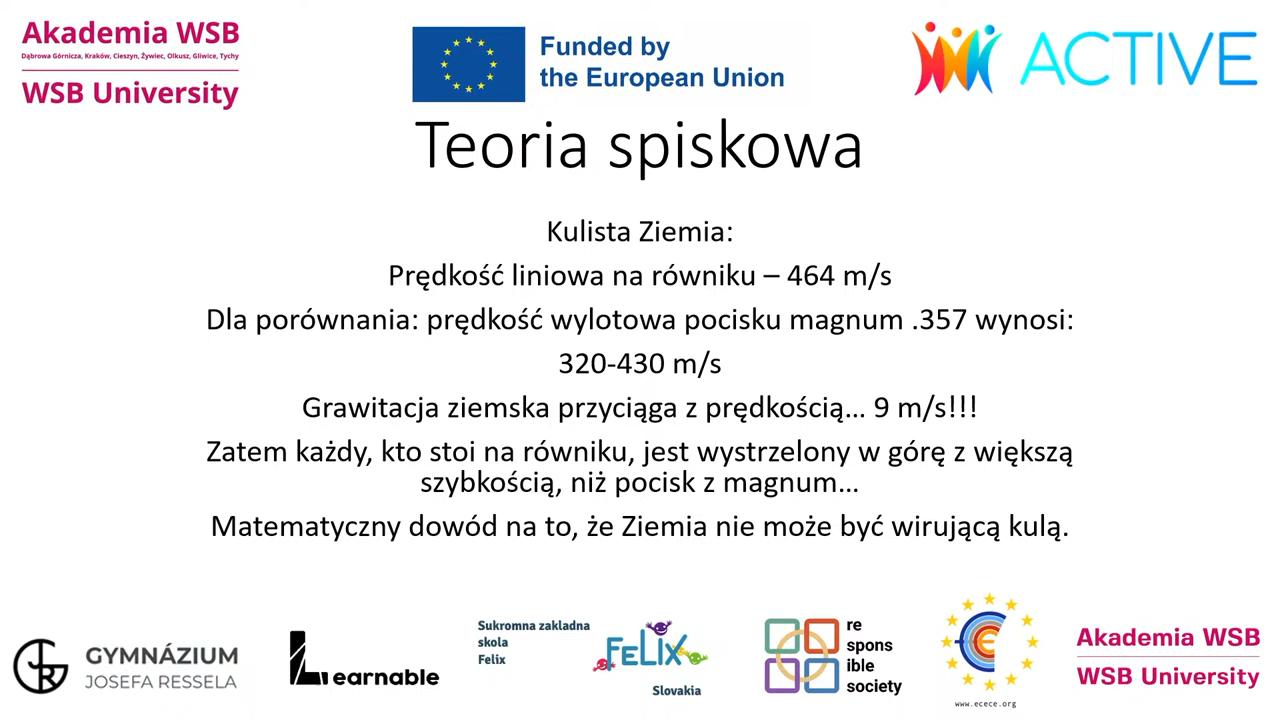 Akademia WSB
Dąbrowa Górnicza, Kraków, Cieszyn, Żywiec, Olkusz, Gliwice, Tychy
WSB University
Funded by
the European Union
ACTIVE
Teoria spiskowa
Kulista Ziemia:
Prędkość liniowa na równiku – 464 m/s
Dla porównania: prędkość wylotowa pocisku magnum .357 wynosi:
320-430 m/s
Grawitacja ziemska przyciąga z prędkością... 9 m/s!!!
Zatem każdy, kto stoi na równiku, jest wystrzelony w górę z większą
szybkością, niż pocisk z magnum...
Matematyczny dowód na to, że Ziemia nie może być wirującą kulą.
GYMNÁZIUM
JOSEFA RESSELA
Learnable
Sukromna zakladna
skola
Felix
FELIX
Slovakia
re
spons
ible
society
www.ecece.org
Akademia WSB
WSB University